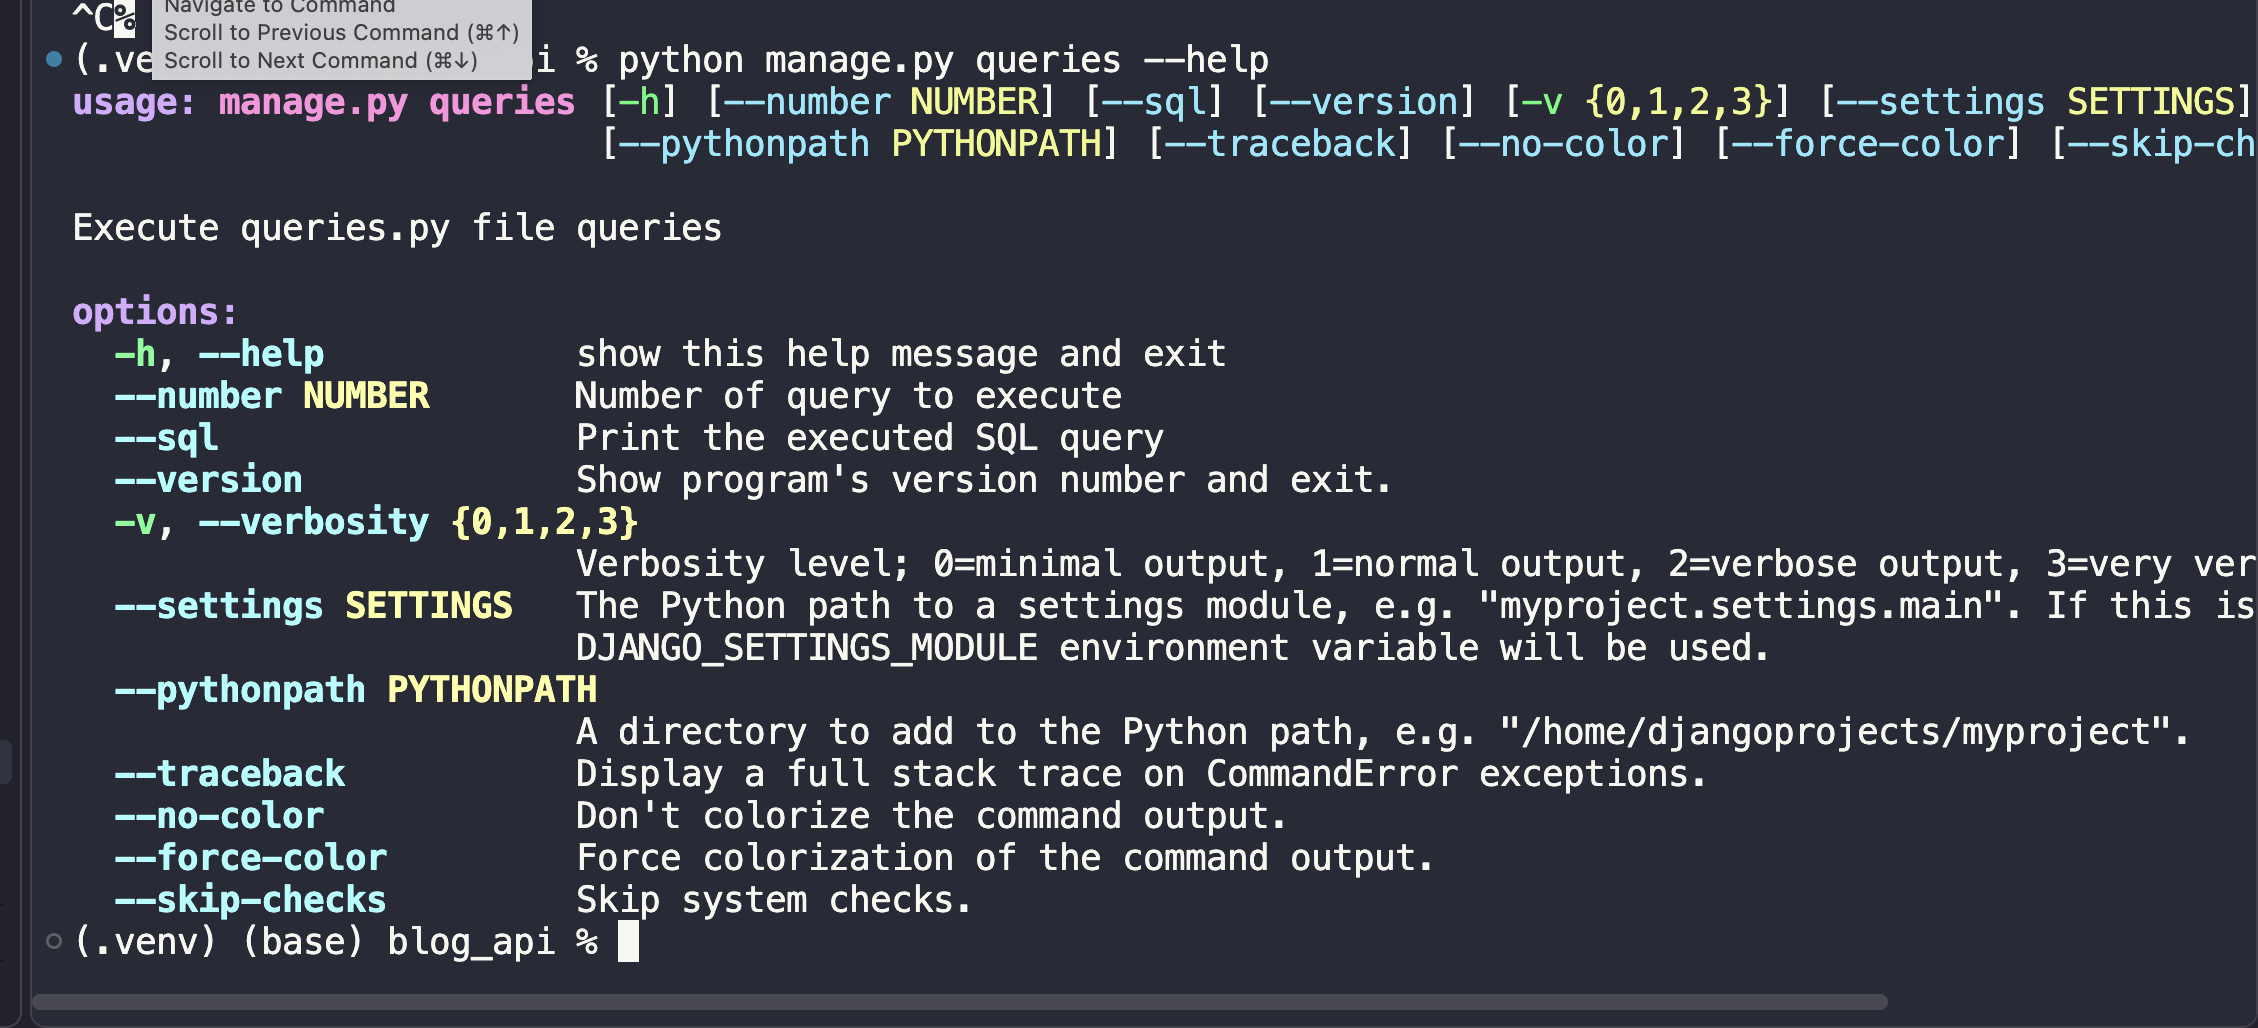 ^C%
Navigate to Command
Scroll to Previous Command (⌘↑)
Scroll to Next Command (⌘↓)
(.ve i % python manage.py queries --help
usage: manage.py queries [-h] [--number NUMBER] [--sql] [--version] [-v {0,1,2,3}] [--settings SETTINGS]
[--pythonpath PYTHONPATH] [--traceback] [--no-color] [--force-color] [--skip-ch
Execute queries.py file queries
options:
-h, --help show this help message and exit
--number NUMBER Number of query to execute
--sql Print the executed SQL query
--version Show program's version number and exit.
-v, --verbosity {0,1,2,3}
Verbosity level; 0=minimal output, 1=normal output, 2=verbose output, 3=very ver
--settings SETTINGS The Python path to a settings module, e.g. "myproject.settings.main". If this is
DJANGO_SETTINGS_MODULE environment variable will be used.
--pythonpath PYTHONPATH
A directory to add to the Python path, e.g. "/home/djangoprojects/myproject".
--traceback Display a full stack trace on CommandError exceptions.
--no-color Don't colorize the command output.
--force-color Force colorization of the command output.
--skip-checks Skip system checks.
(.venv) (base) blog_api %